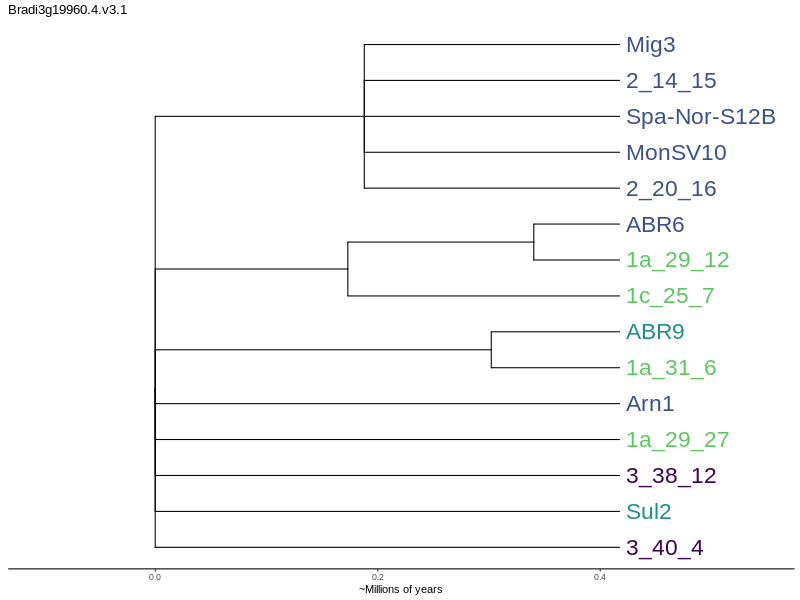 Bradi3g19960.4.v3.1
Mig3
2_14_15
Spa-Nor-S12B
MonSV10
2_20_16
ABR6
1a_29_12
1c_25_7
ABR9
1a_31_6
Arn1
1a_29_27
3_38_12
Sul2
3_40_4
0.0 0.2 0.4
~Millions of years